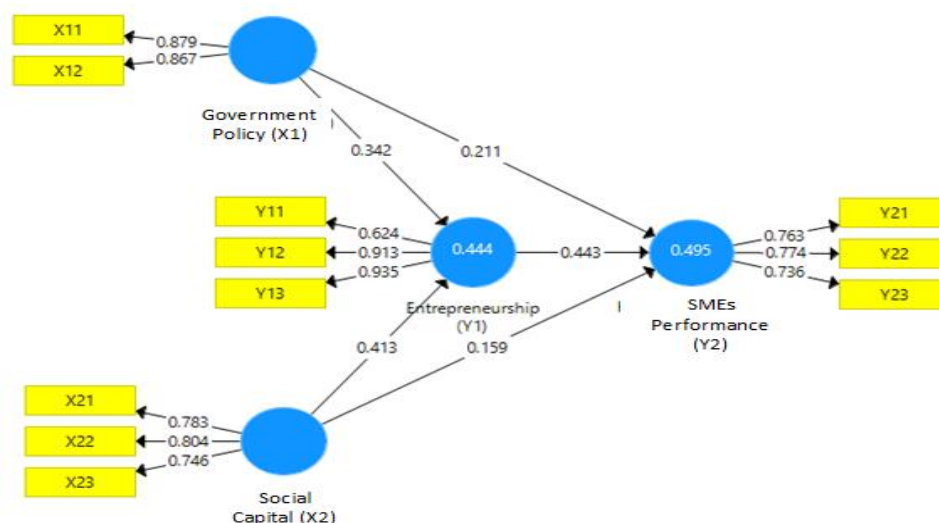 X11
0.879
X12
0.867
Government
Policy (X1)
0.342
0.211
Y11
0.624
Y12
0.913
Y13
0.935
0.444
0.443
0.495
0.763
Y21
0.774
Y22
0.736
Y23
Entrepreneurship
(Y1)
SMEs
Performance
(Y2)
0.413
0.159
X21
0.783
X22
0.804
X23
0.746
Social
Capital (X2)